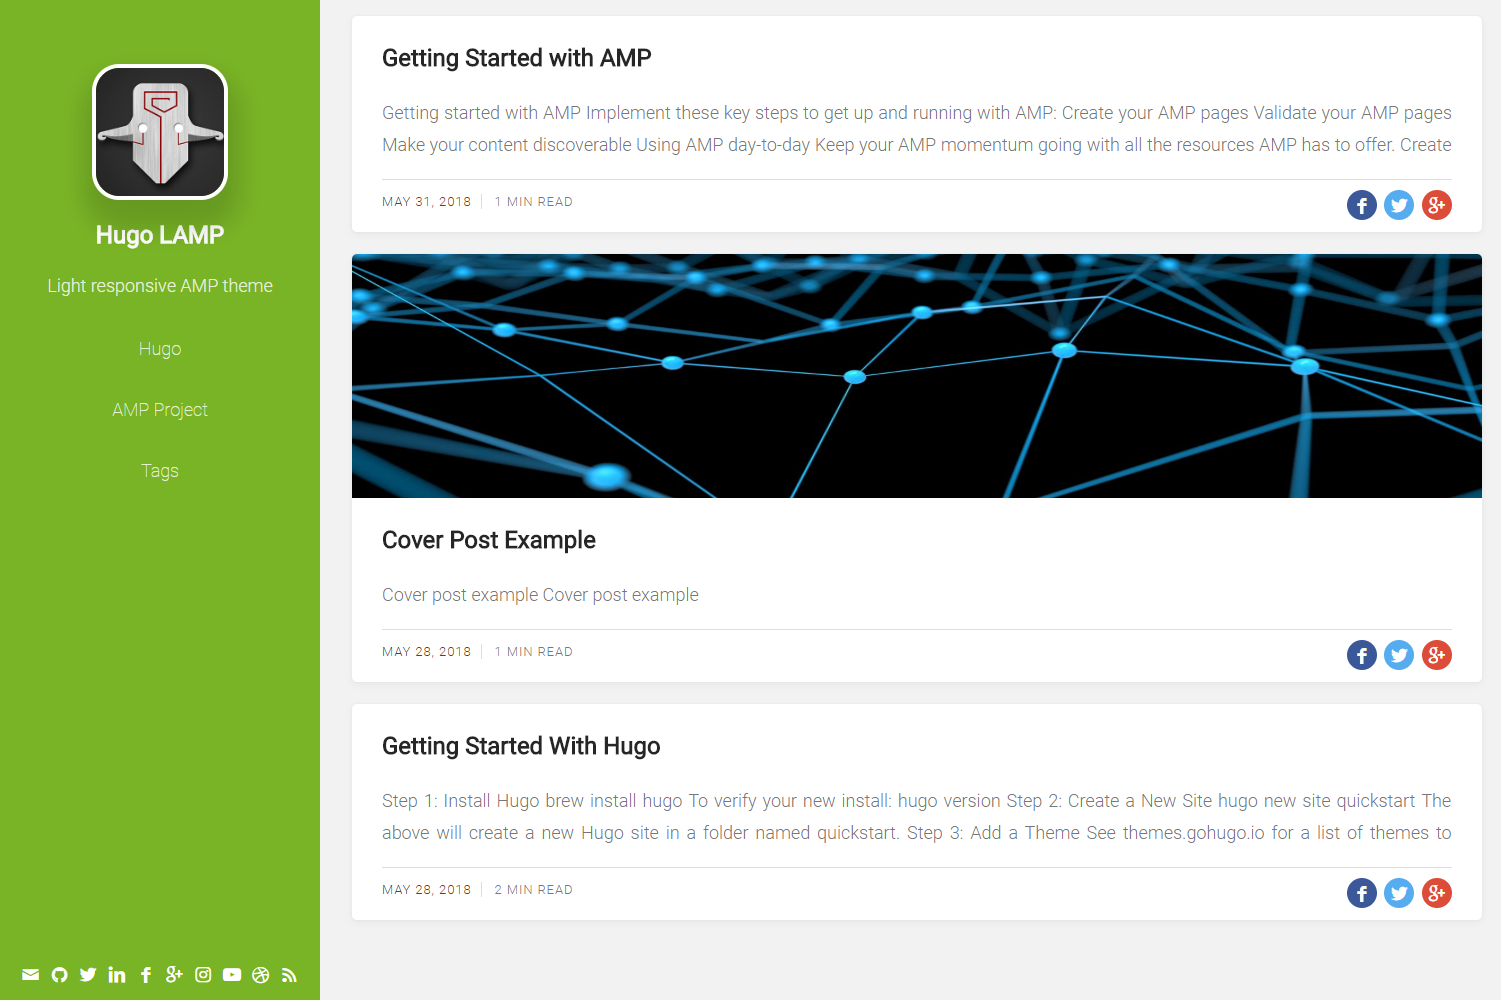 Hugo LAMP
Light responsive AMP theme
Hugo
AMP Project
Tags
Getting Started with AMP
Getting started with AMP Implement these key steps to get up and running with AMP: Create your AMP pages Validate your AMP pages
Make your content discoverable Using AMP day-to-day Keep your AMP momentum going with all the resources AMP has to offer. Create
MAY 31, 2018 1 MIN READ
Cover Post Example
Cover post example Cover post example
MAY 28, 2018 1 MIN READ
Getting Started With Hugo
Step 1: Install Hugo brew install hugo To verify your new install: hugo version Step 2: Create a New Site hugo new site quickstart The
above will create a new Hugo site in a folder named quickstart. Step 3: Add a Theme See themes.gohugo.io for a list of themes to
MAY 28, 2018 2 MIN READ